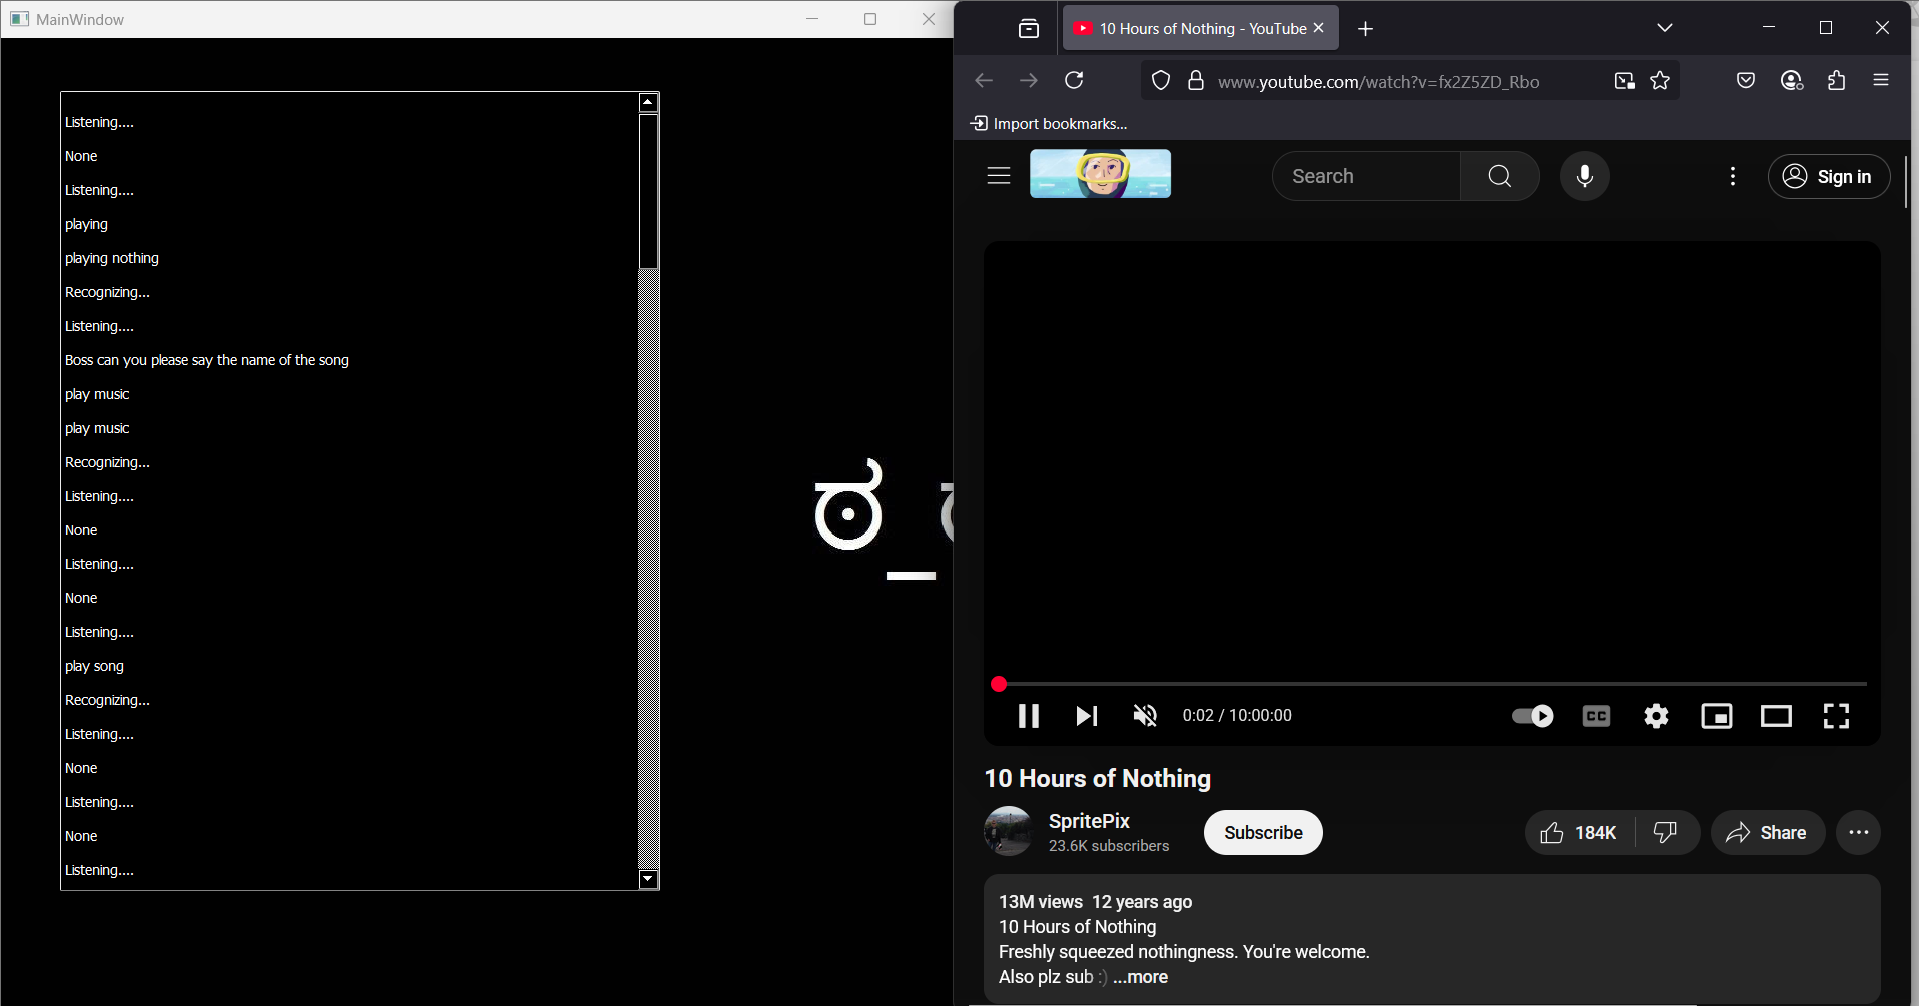 MainWindow
Listening....
None
Listening....
playing
playing nothing
Recognizing...
Listening....
Boss can you please say the name of the song
play music
play music
Recognizing...
Listening....
None
Listening....
None
Listening....
play song
Recognizing...
Listening....
None
Listening....
None
Listening....
ಠ_ಠ
10 Hours of Nothing - YouTube
www.youtube.com/watch?v=fx2Z5ZD_Rbo
Import bookmarks...
Search
Sign in
0:02 / 10:00:00
CC
10 Hours of Nothing
SpritePix
23.6K subscribers
Subscribe
184K
Share
13M views 12 years ago
10 Hours of Nothing
Freshly squeezed nothingness. You're welcome.
Also plz sub :) ...more